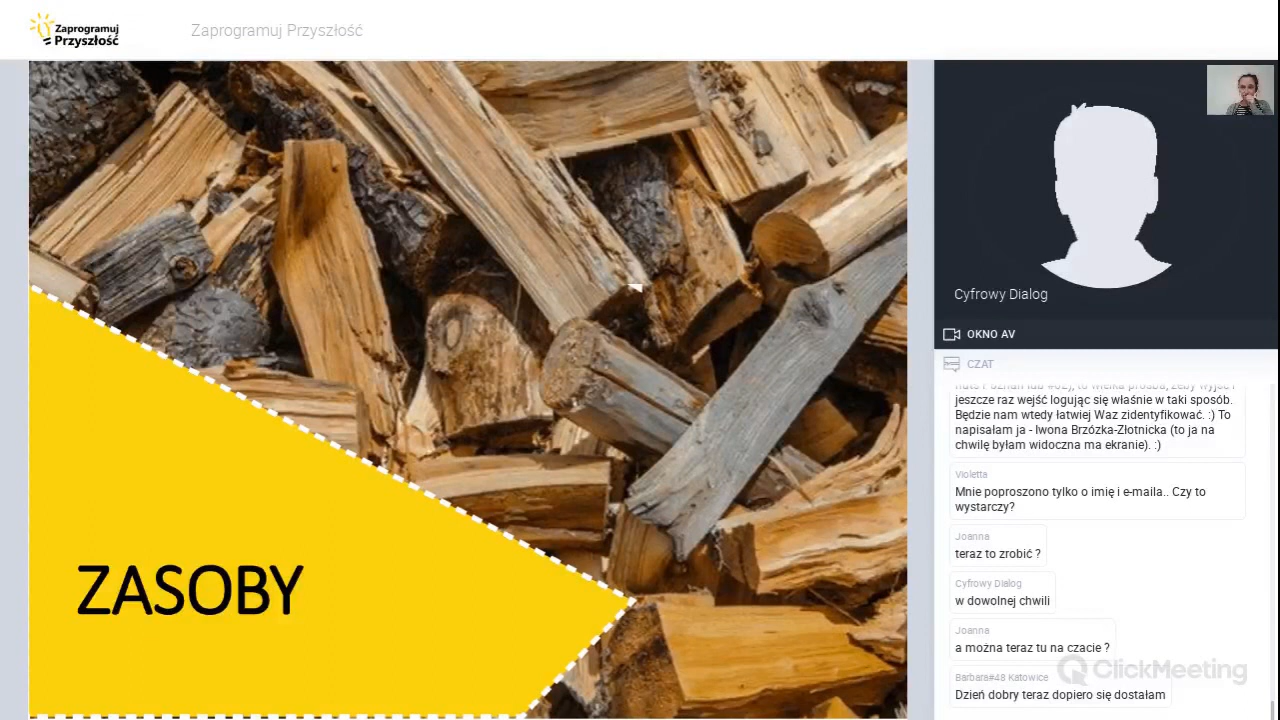 Zaprogramuj
Przyszłość
Zaprogramuj Przyszłość
ZASOBY
Cyfrowy Dialog
OKNO AV
CZAT
jeszcze raz wejść logując się właśnie w taki sposób.
Będzie nam wtedy łatwiej Waz zidentyfikować. :) To
napisałam ja - Iwona Brzózka-Złotnicka (to ja na
chwilę byłam widoczna ma ekranie). :)
Violetta
Mnie poproszono tylko o imię i e-maila.. Czy to
wystarczy?
Joanna
teraz to zrobić ?
Cyfrowy Dialog
w dowolnej chwili
Joanna
a można teraz tu na czacie ?
ClickMeeting
Barbara#48 Katowice
Dzień dobry teraz dopiero się dostałam